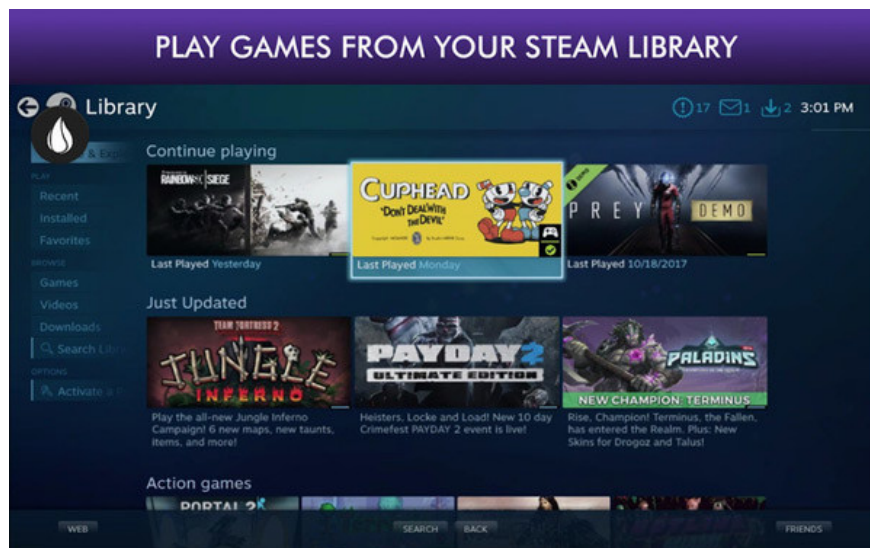 PLAY GAMES FROM YOUR STEAM LIBRARY
Library
17
1
2
3:01 PM
& Expl
PLAY
Recent
Installed
Favorites
BROWSE
Games
Videos
Downloads
Search Libra
OPTIONS
Activate a
Continue playing
RAINBOW SIX SIEGE
Last Played Yesterday
CUPHEAD
"DON'T DEAL WITH
THE DEVIL"
Last Played Monday
DEMO
PREY
DEMO
Last Played 10/18/2017
Just Updated
TEAM FORTRESS 2
JUNGLE
INFERNO
Play the all-new Jungle Inferno
Campaign! 6 new maps, new taunts,
items, and more!
PAYDAY 2
ULTIMATE EDITION
Heisters, Locke and Load! New 10 day
Crimefest PAYDAY 2 event is live!
PALADINS
NEW CHAMPION: TERMINUS
Rise, Champion! Terminus, the Fallen,
has entered the Realm. Plus: New
Skins for Drogoz and Talus!
Action games
PORTAL 2
WEB
SEARCH
BACK
FRIENDS